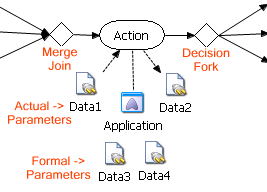 Action
Merge
Join
Decision
Fork
Actual ->
Parameters
Data1
Data2
Application
Formal ->
Parameters
Data3
Data4